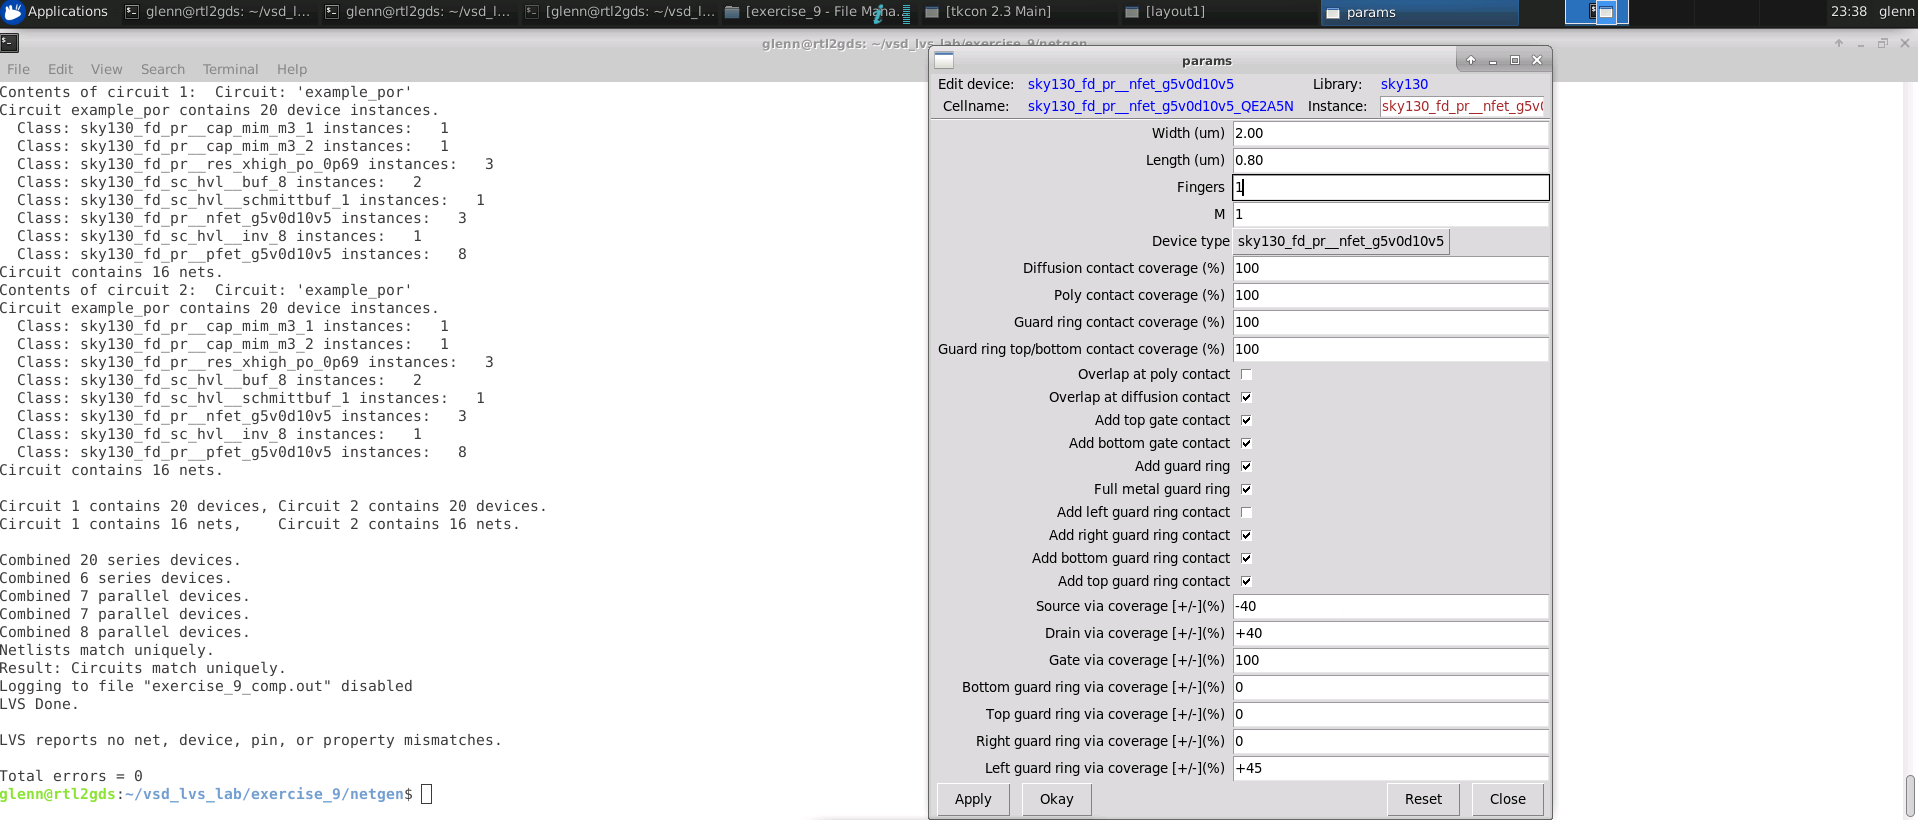 Applications glenn@rtl2gds: ~/vsd_l... glenn@rtl2gds: ~/vsd_l... [glenn@rtl2gds: ~/vsd_l... [exercise_9 - File Mana... [tkcon 2.3 Main] [layout1] params 23:38 glenn
glenn@rtl2gds: ~/vsd_lvs_lab/exercise_9/netgen
File Edit View Search Terminal Help
Contents of circuit 1:  Circuit: 'example_por'
Circuit example_por contains 20 device instances.
  Class: sky130_fd_pr__cap_mim_m3_1 instances:   1
  Class: sky130_fd_pr__cap_mim_m3_2 instances:   1
  Class: sky130_fd_pr__res_xhigh_po_0p69 instances:   3
  Class: sky130_fd_sc_hvl__buf_8 instances:   2
  Class: sky130_fd_sc_hvl__schmittbuf_1 instances:   1
  Class: sky130_fd_pr__nfet_g5v0d10v5 instances:   3
  Class: sky130_fd_sc_hvl__inv_8 instances:   1
  Class: sky130_fd_pr__pfet_g5v0d10v5 instances:   8
Circuit contains 16 nets.
Contents of circuit 2:  Circuit: 'example_por'
Circuit example_por contains 20 device instances.
  Class: sky130_fd_pr__cap_mim_m3_1 instances:   1
  Class: sky130_fd_pr__cap_mim_m3_2 instances:   1
  Class: sky130_fd_pr__res_xhigh_po_0p69 instances:   3
  Class: sky130_fd_sc_hvl__buf_8 instances:   2
  Class: sky130_fd_sc_hvl__schmittbuf_1 instances:   1
  Class: sky130_fd_pr__nfet_g5v0d10v5 instances:   3
  Class: sky130_fd_sc_hvl__inv_8 instances:   1
  Class: sky130_fd_pr__pfet_g5v0d10v5 instances:   8
Circuit contains 16 nets.
Circuit 1 contains 20 devices, Circuit 2 contains 20 devices.
Circuit 1 contains 16 nets,    Circuit 2 contains 16 nets.
Combined 20 series devices.
Combined 6 series devices.
Combined 7 parallel devices.
Combined 7 parallel devices.
Combined 8 parallel devices.
Netlists match uniquely.
Result: Circuits match uniquely.
Logging to file "exercise_9_comp.out" disabled
LVS Done.
LVS reports no net, device, pin, or property mismatches.
Total errors = 0
glenn@rtl2gds:~/vsd_lvs_lab/exercise_9/netgen$
params
Edit device: sky130_fd_pr__nfet_g5v0d10v5 Library: sky130
Cellname: sky130_fd_pr__nfet_g5v0d10v5_QE2A5N Instance: sky130_fd_pr__nfet_g5v0
Width (um) 2.00
Length (um) 0.80
Fingers 1
M 1
Device type sky130_fd_pr__nfet_g5v0d10v5
Diffusion contact coverage (%) 100
Poly contact coverage (%) 100
Guard ring contact coverage (%) 100
Guard ring top/bottom contact coverage (%) 100
Overlap at poly contact
Overlap at diffusion contact
Add top gate contact
Add bottom gate contact
Add guard ring
Full metal guard ring
Add left guard ring contact
Add right guard ring contact
Add bottom guard ring contact
Add top guard ring contact
Source via coverage [+/-](%) -40
Drain via coverage [+/-](%) +40
Gate via coverage [+/-](%) 100
Bottom guard ring via coverage [+/-](%) 0
Top guard ring via coverage [+/-](%) 0
Right guard ring via coverage [+/-](%) 0
Left guard ring via coverage [+/-](%) +45
Apply Okay Reset Close